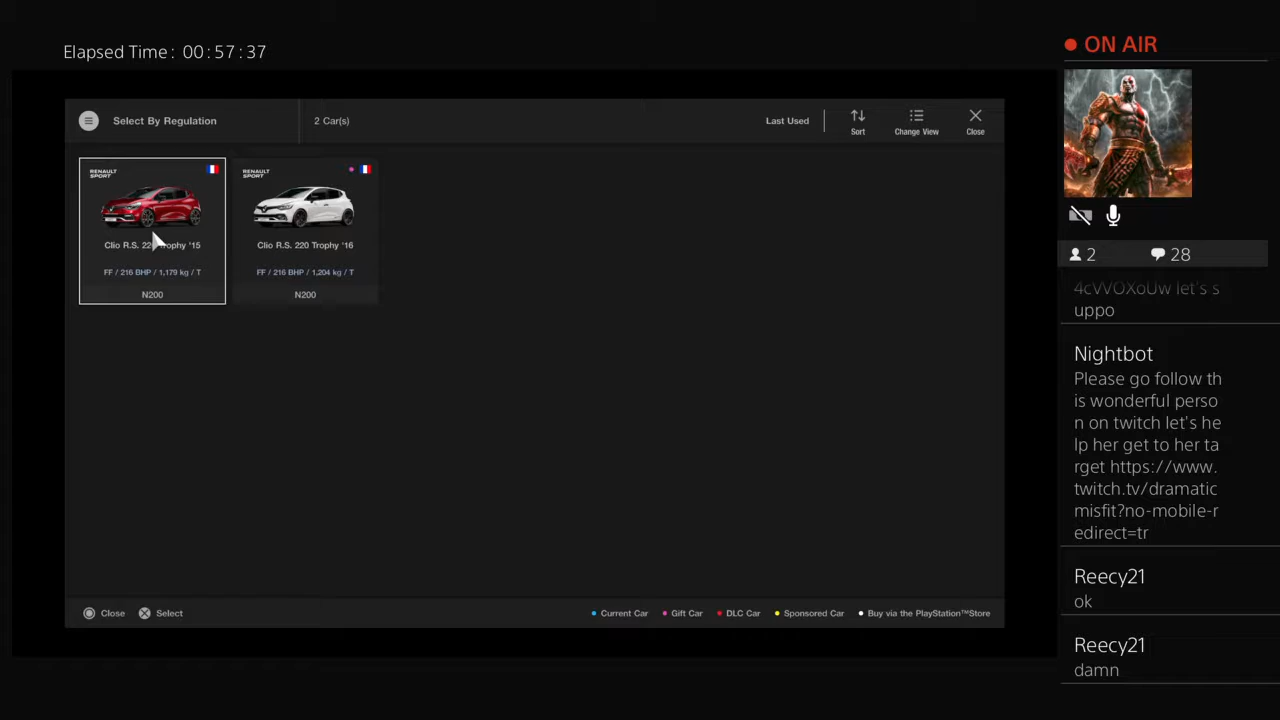 Elapsed Time: 00:57:37
ON AIR
Select By Regulation
2 Car(s)
Last Used
Sort
Change View
Close
RENAULT SPORT
Clio R.S. 220 Trophy '15
FF / 216 BHP / 1,179 kg / T
N200
RENAULT SPORT
Clio R.S. 220 Trophy '16
FF / 216 BHP / 1,204 kg / T
N200
Close
Select
Current Car
Gift Car
DLC Car
Sponsored Car
Buy via the PlayStation™Store
2
28
4cVVOXoUw let's s
uppo
Nightbot
Please go follow th
is wonderful perso
n on twitch let's he
lp her get to her ta
rget https://www.
twitch.tv/dramatic
misfit?no-mobile-r
edirect=tr
Reecy21
ok
Reecy21
damn